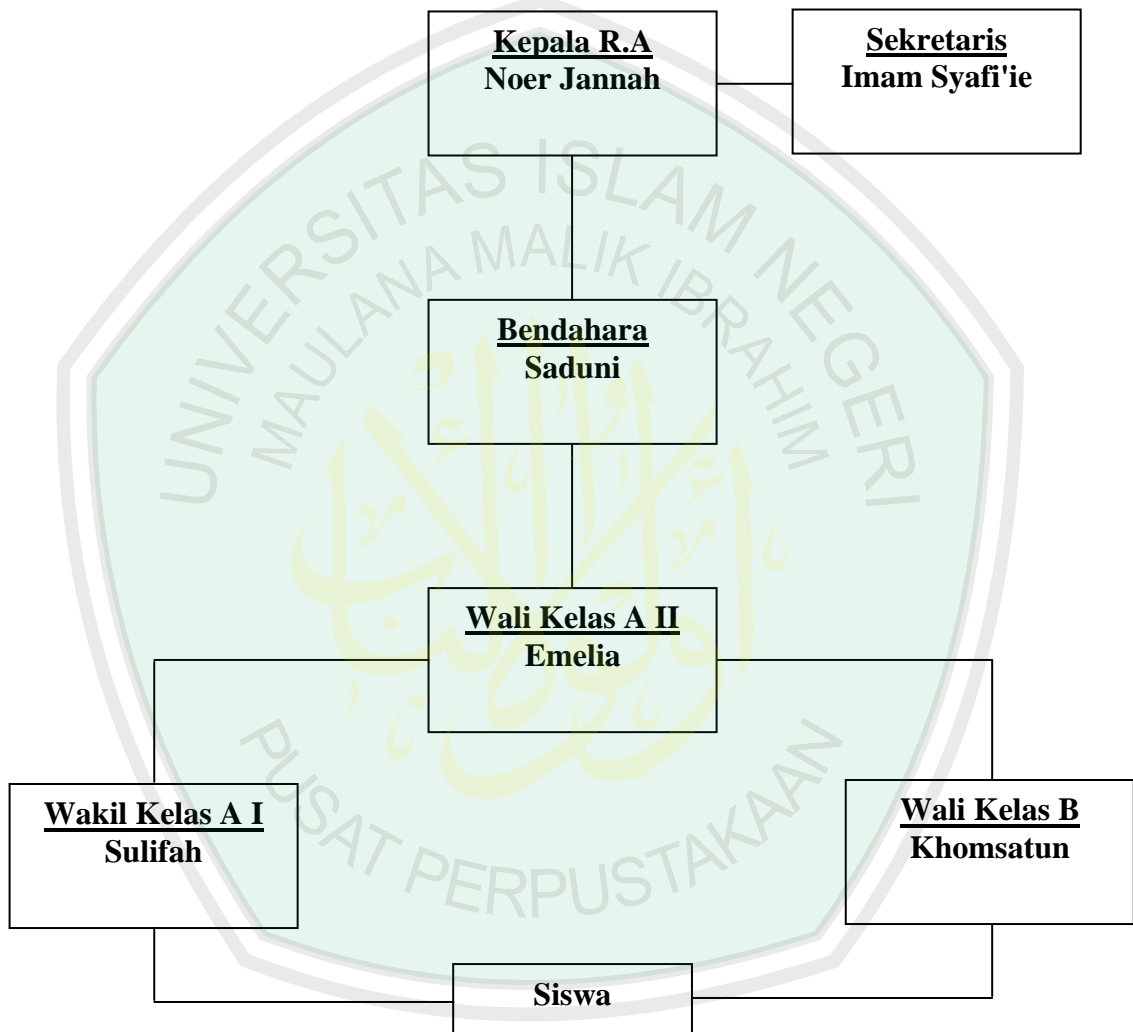 Kepala R.A
Noer Jannah
Sekretaris
Imam Syafi'ie
UNIVERSITAS ISLAM NEGERI
MAULANA MALIK IBRAHIM
Bendahara
Saduni
Wali Kelas A II
Emelia
Wakil Kelas A I
Sulifah
Wali Kelas B
Khomsatun
PUSAT PERPUSTAKAAN
Siswa